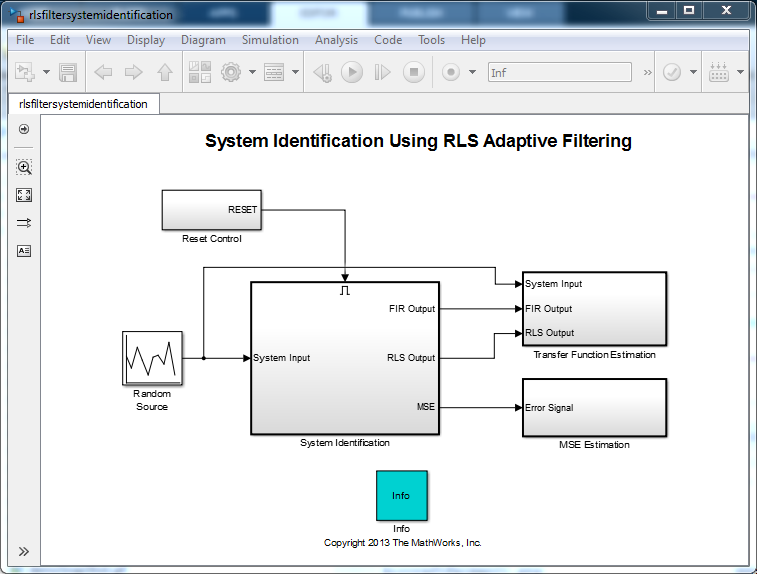 rlsfiltersystemidentification
File Edit View Display Diagram Simulation Analysis Code Tools Help
Inf
»
rlsfiltersystemidentification
System Identification Using RLS Adaptive Filtering
RESET
Reset Control
System Input
FIR Output
RLS Output
MSE
System Identification
Random
Source
System Input
FIR Output
RLS Output
Transfer Function Estimation
Error Signal
MSE Estimation
Info
Info
Copyright 2013 The MathWorks, Inc.